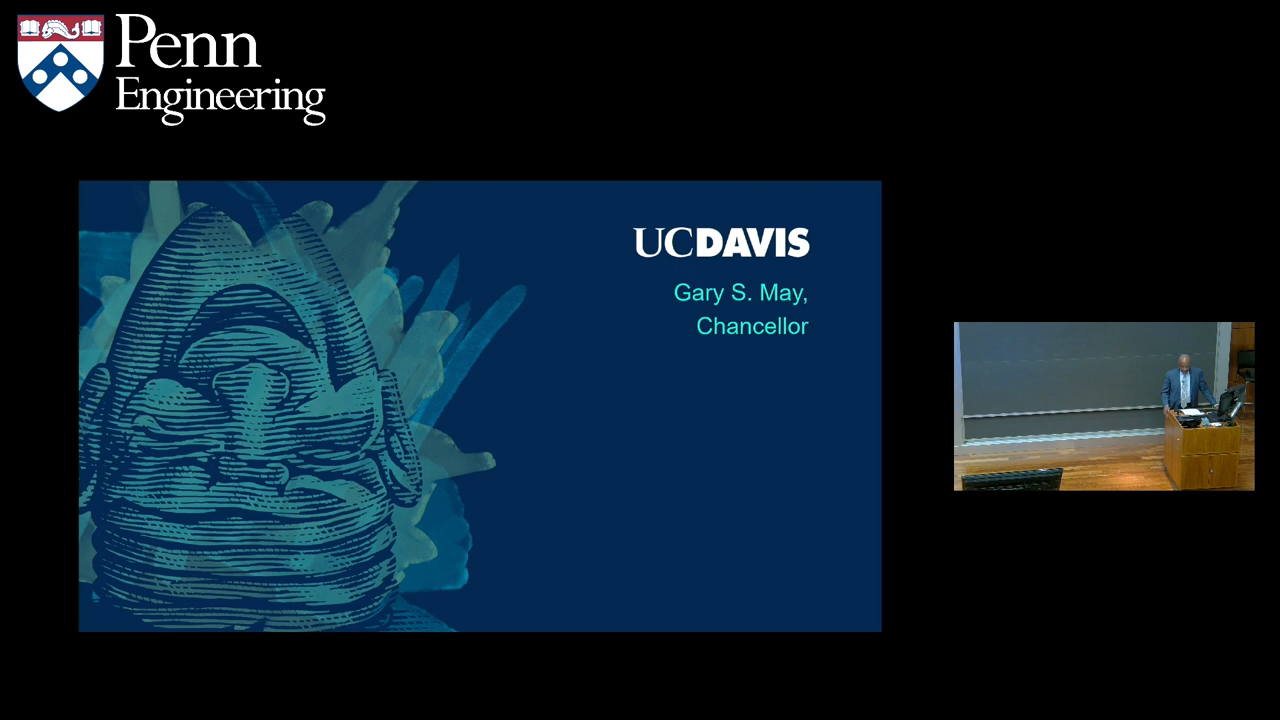 Penn
Engineering
UCDAVIS
Gary S. May,
Chancellor